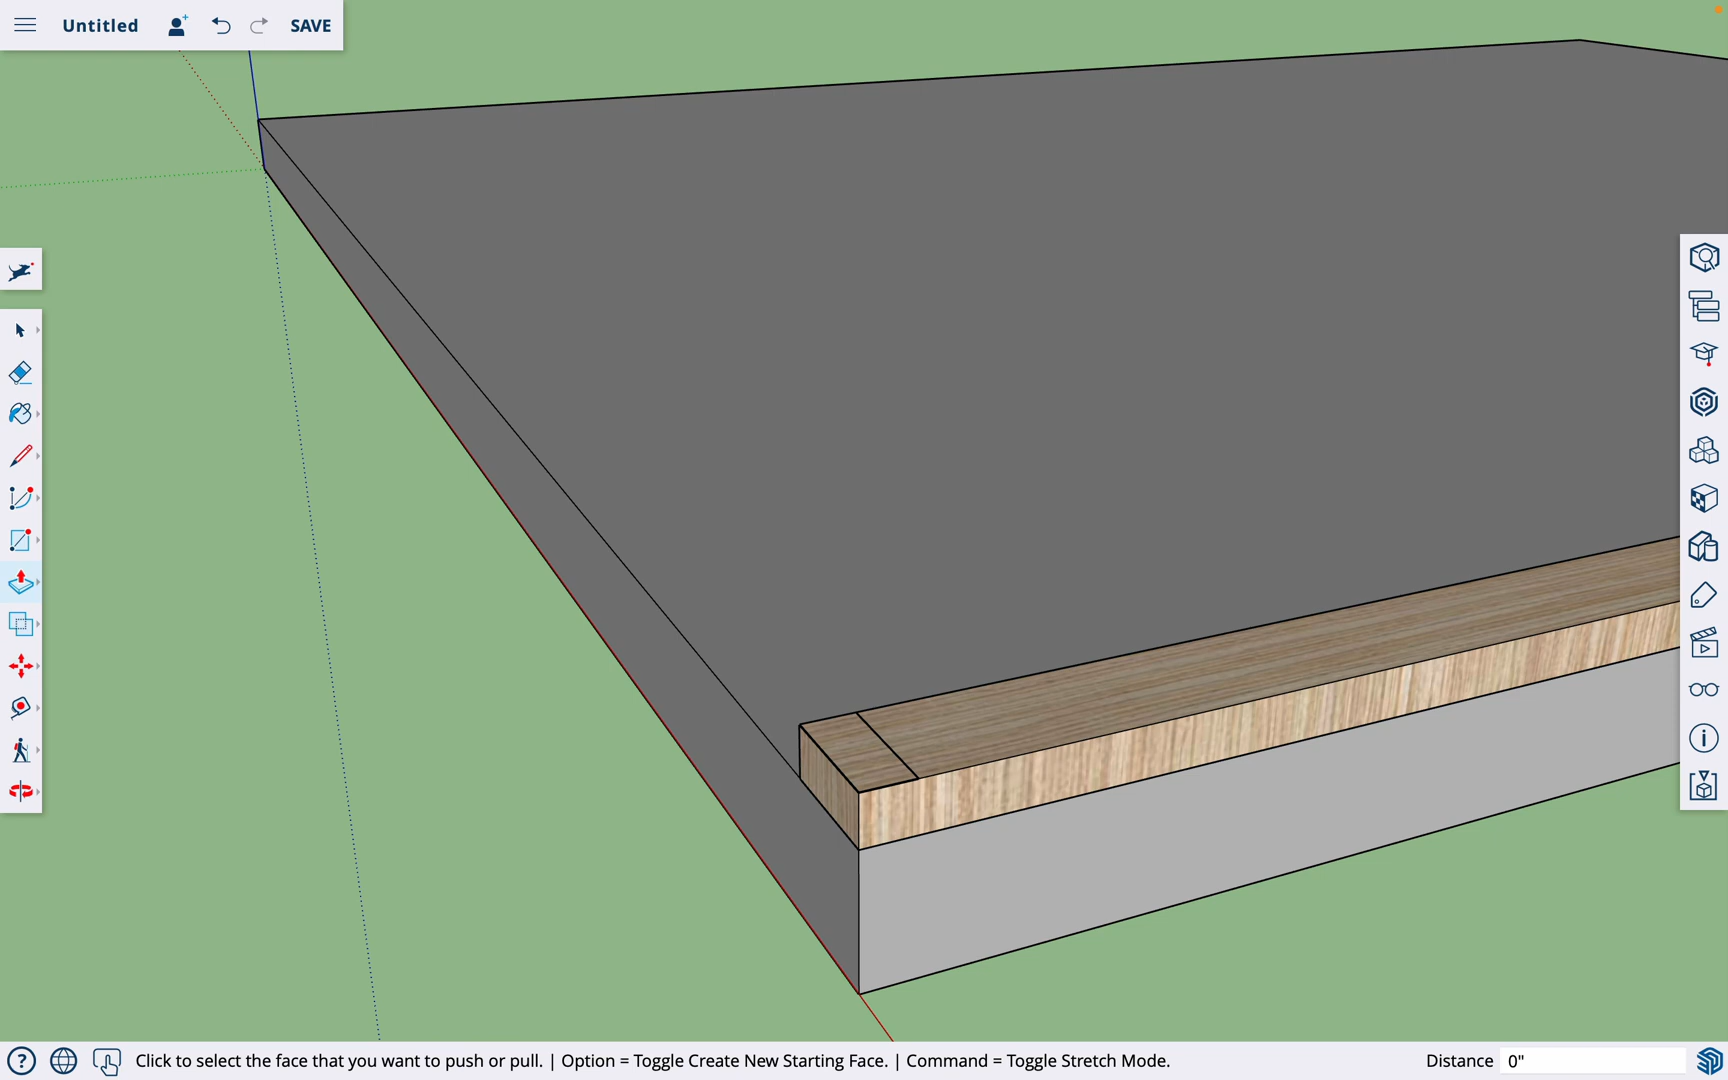 Untitled
SAVE
Click to select the face that you want to push or pull. | Option = Toggle Create New Starting Face. | Command = Toggle Stretch Mode.
Distance 0"